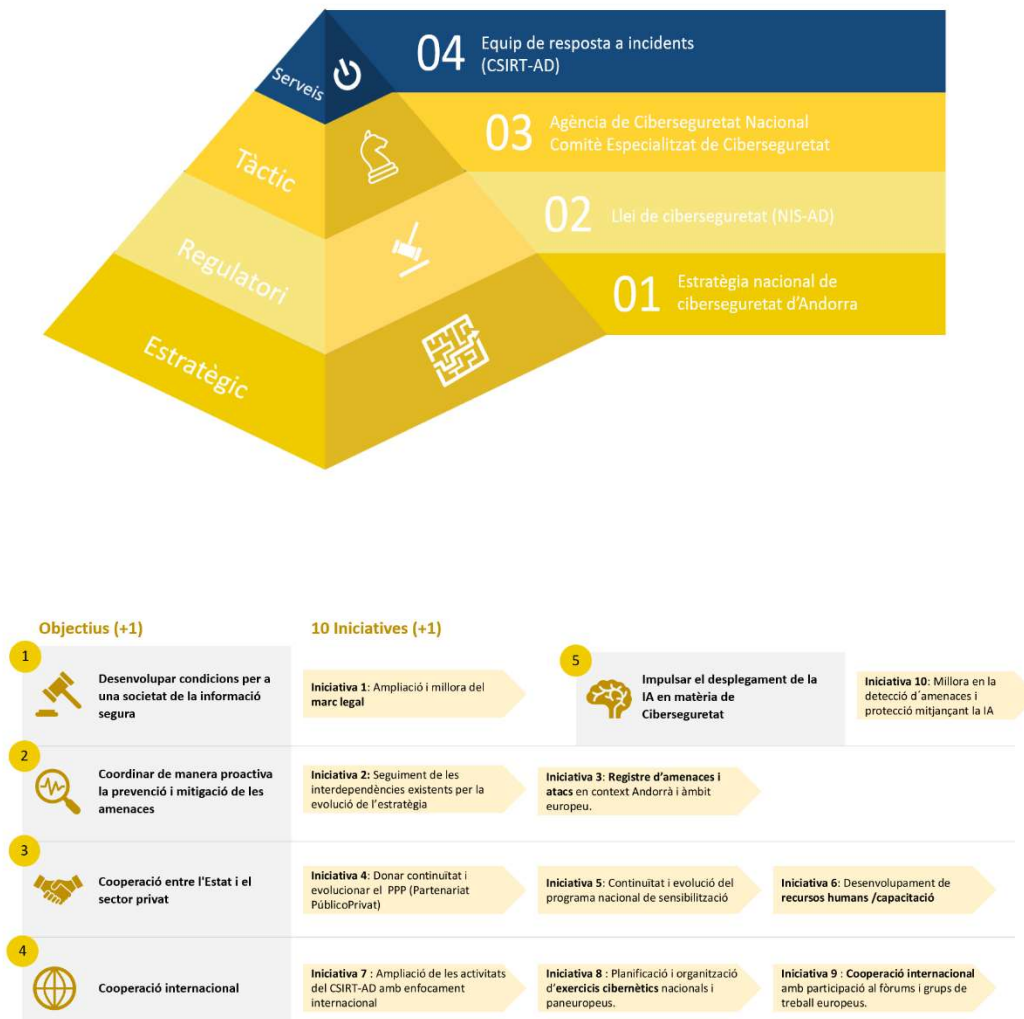 Serveis
04
Equip de resposta a incidents
(CSIRT-AD)
Tàctic
03
Agència de Ciberseguretat Nacional
Comitè Especialitzat de Ciberseguretat
Regulatori
02
Llei de ciberseguretat (NIS-AD)
Estratègic
01
Estratègia nacional de
ciberseguretat d'Andorra
Objectius (+1)
10 Iniciatives (+1)
1
Desenvolupar condicions per a
una societat de la informació
segura
Iniciativa 1: Ampliació i millora del
marc legal
5
Impulsar el desplegament de la
IA en matèria de
Ciberseguretat
Iniciativa 10: Millora en la
detecció d´amenaces i
protecció mitjançant la IA
2
Coordinar de manera proactiva
la prevenció i mitigació de les
amenaces
Iniciativa 2: Seguiment de les
interdependències existents per la
evolució de l'estratègia
Iniciativa 3: Registre d'amenaces i
atacs en context Andorrà i àmbit
europeu.
3
Cooperació entre l'Estat i el
sector privat
Iniciativa 4: Donar continuïtat i
evolucionar el PPP (Partenariat
PúblicoPrivat)
Iniciativa 5: Continuïtat i evolució del
programa nacional de sensibilització
Iniciativa 6: Desenvolupament de
recursos humans /capacitació
4
Cooperació internacional
Iniciativa 7 : Ampliació de les activitats
del CSIRT-AD amb enfocament
internacional
Iniciativa 8 : Planificació i organització
d'exercicis cibernètics nacionals i
paneuropeus.
Iniciativa 9 : Cooperació internacional
amb participació al fòrums i grups de
treball europeus.